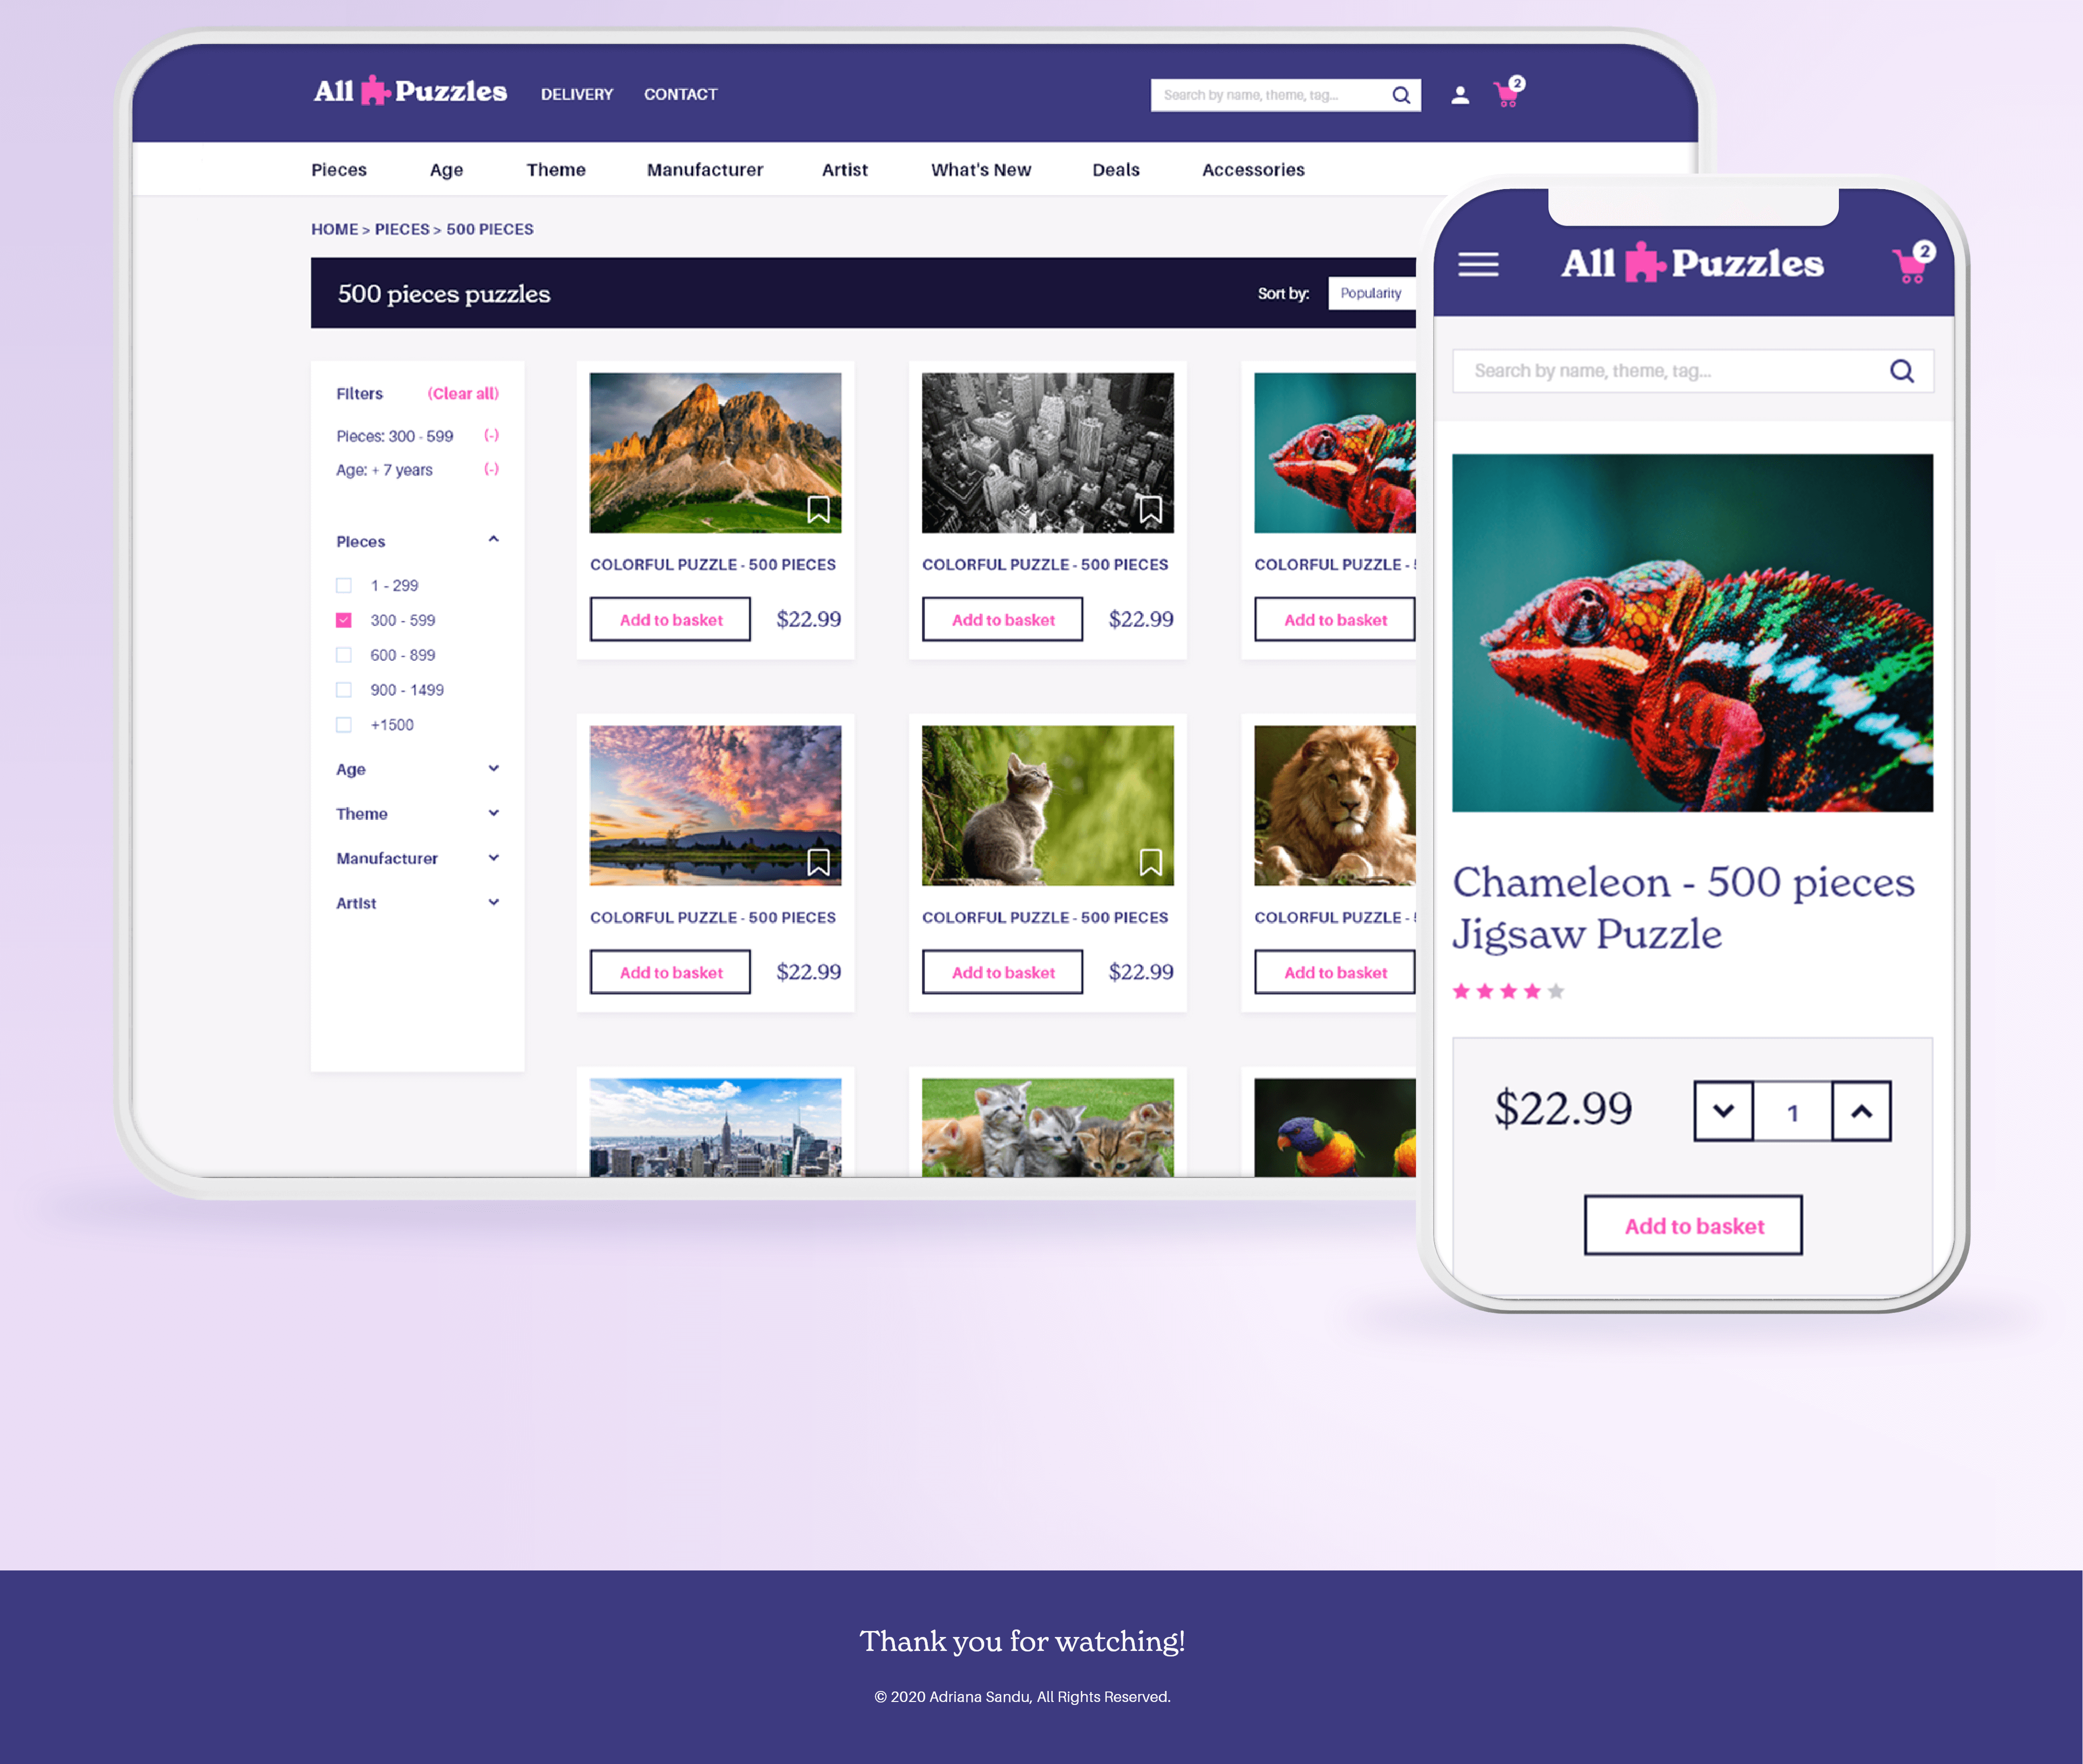 All Puzzles DELIVERY CONTACT Search by name, theme, tag... 2
Pieces Age Theme Manufacturer Artist What's New Deals Accessories
HOME > PIECES > 500 PIECES
500 pieces puzzles Sort by: Popularity
Filters (Clear all)
Pieces: 300 - 599 (-)
Age: + 7 years (-)
Pieces
1 - 299
300 - 599
600 - 899
900 - 1499
+1500
Age
Theme
Manufacturer
Artist
COLORFUL PUZZLE - 500 PIECES
Add to basket $22.99
COLORFUL PUZZLE - 500 PIECES
Add to basket $22.99
COLORFUL PUZZLE -
Add to basket
COLORFUL PUZZLE - 500 PIECES
Add to basket $22.99
COLORFUL PUZZLE - 500 PIECES
Add to basket $22.99
COLORFUL PUZZLE -
Add to basket
All Puzzles 2
Search by name, theme, tag...
Chameleon - 500 pieces
Jigsaw Puzzle
$22.99 1
Add to basket
Thank you for watching!
© 2020 Adriana Sandu, All Rights Reserved.